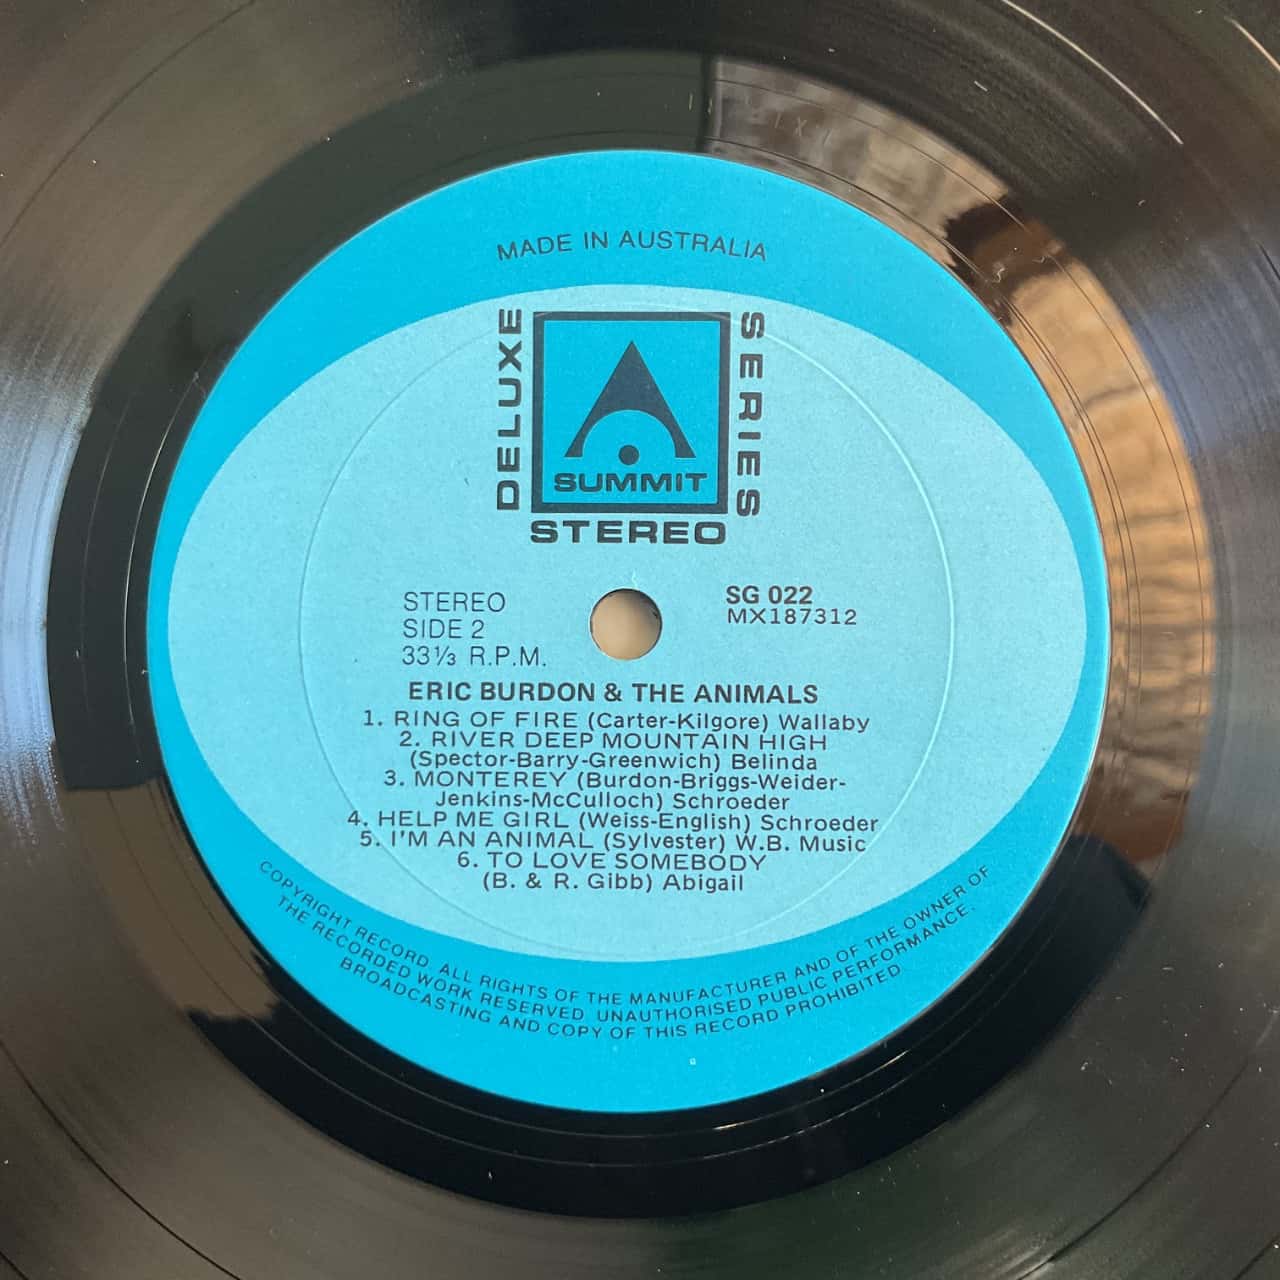 MADE IN AUSTRALIA
DELUXE
SERIES
SUMMIT
STEREO
STEREO
SIDE 2
33⅓ R.P.M.
SG 022
MX187312
ERIC BURDON & THE ANIMALS
1. RING OF FIRE (Carter-Kilgore) Wallaby
2. RIVER DEEP MOUNTAIN HIGH
(Spector-Barry-Greenwich) Belinda
3. MONTEREY (Burdon-Briggs-Weider-
Jenkins-McCulloch) Schroeder
4. HELP ME GIRL (Weiss-English) Schroeder
5. I'M AN ANIMAL (Sylvester) W.B. Music
6. TO LOVE SOMEBODY
(B. & R. Gibb) Abigail
COPYRIGHT RECORD. ALL RIGHTS OF THE MANUFACTURER AND OF THE OWNER OF
THE RECORDED WORK RESERVED. UNAUTHORISED PUBLIC PERFORMANCE.
BROADCASTING AND COPY OF THIS RECORD PROHIBITED